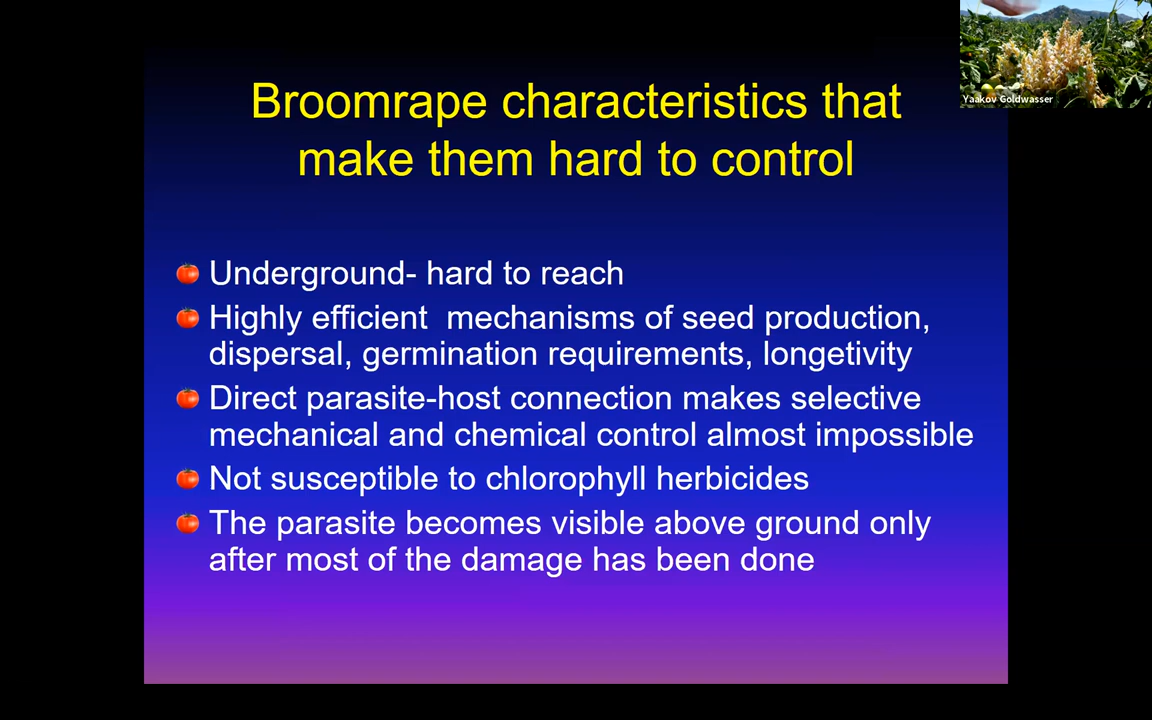 Yaakov Goldwasser
Broomrape characteristics that
make them hard to control
Underground- hard to reach
Highly efficient  mechanisms of seed production,
dispersal, germination requirements, longetivity
Direct parasite-host connection makes selective
mechanical and chemical control almost impossible
Not susceptible to chlorophyll herbicides
The parasite becomes visible above ground only
after most of the damage has been done